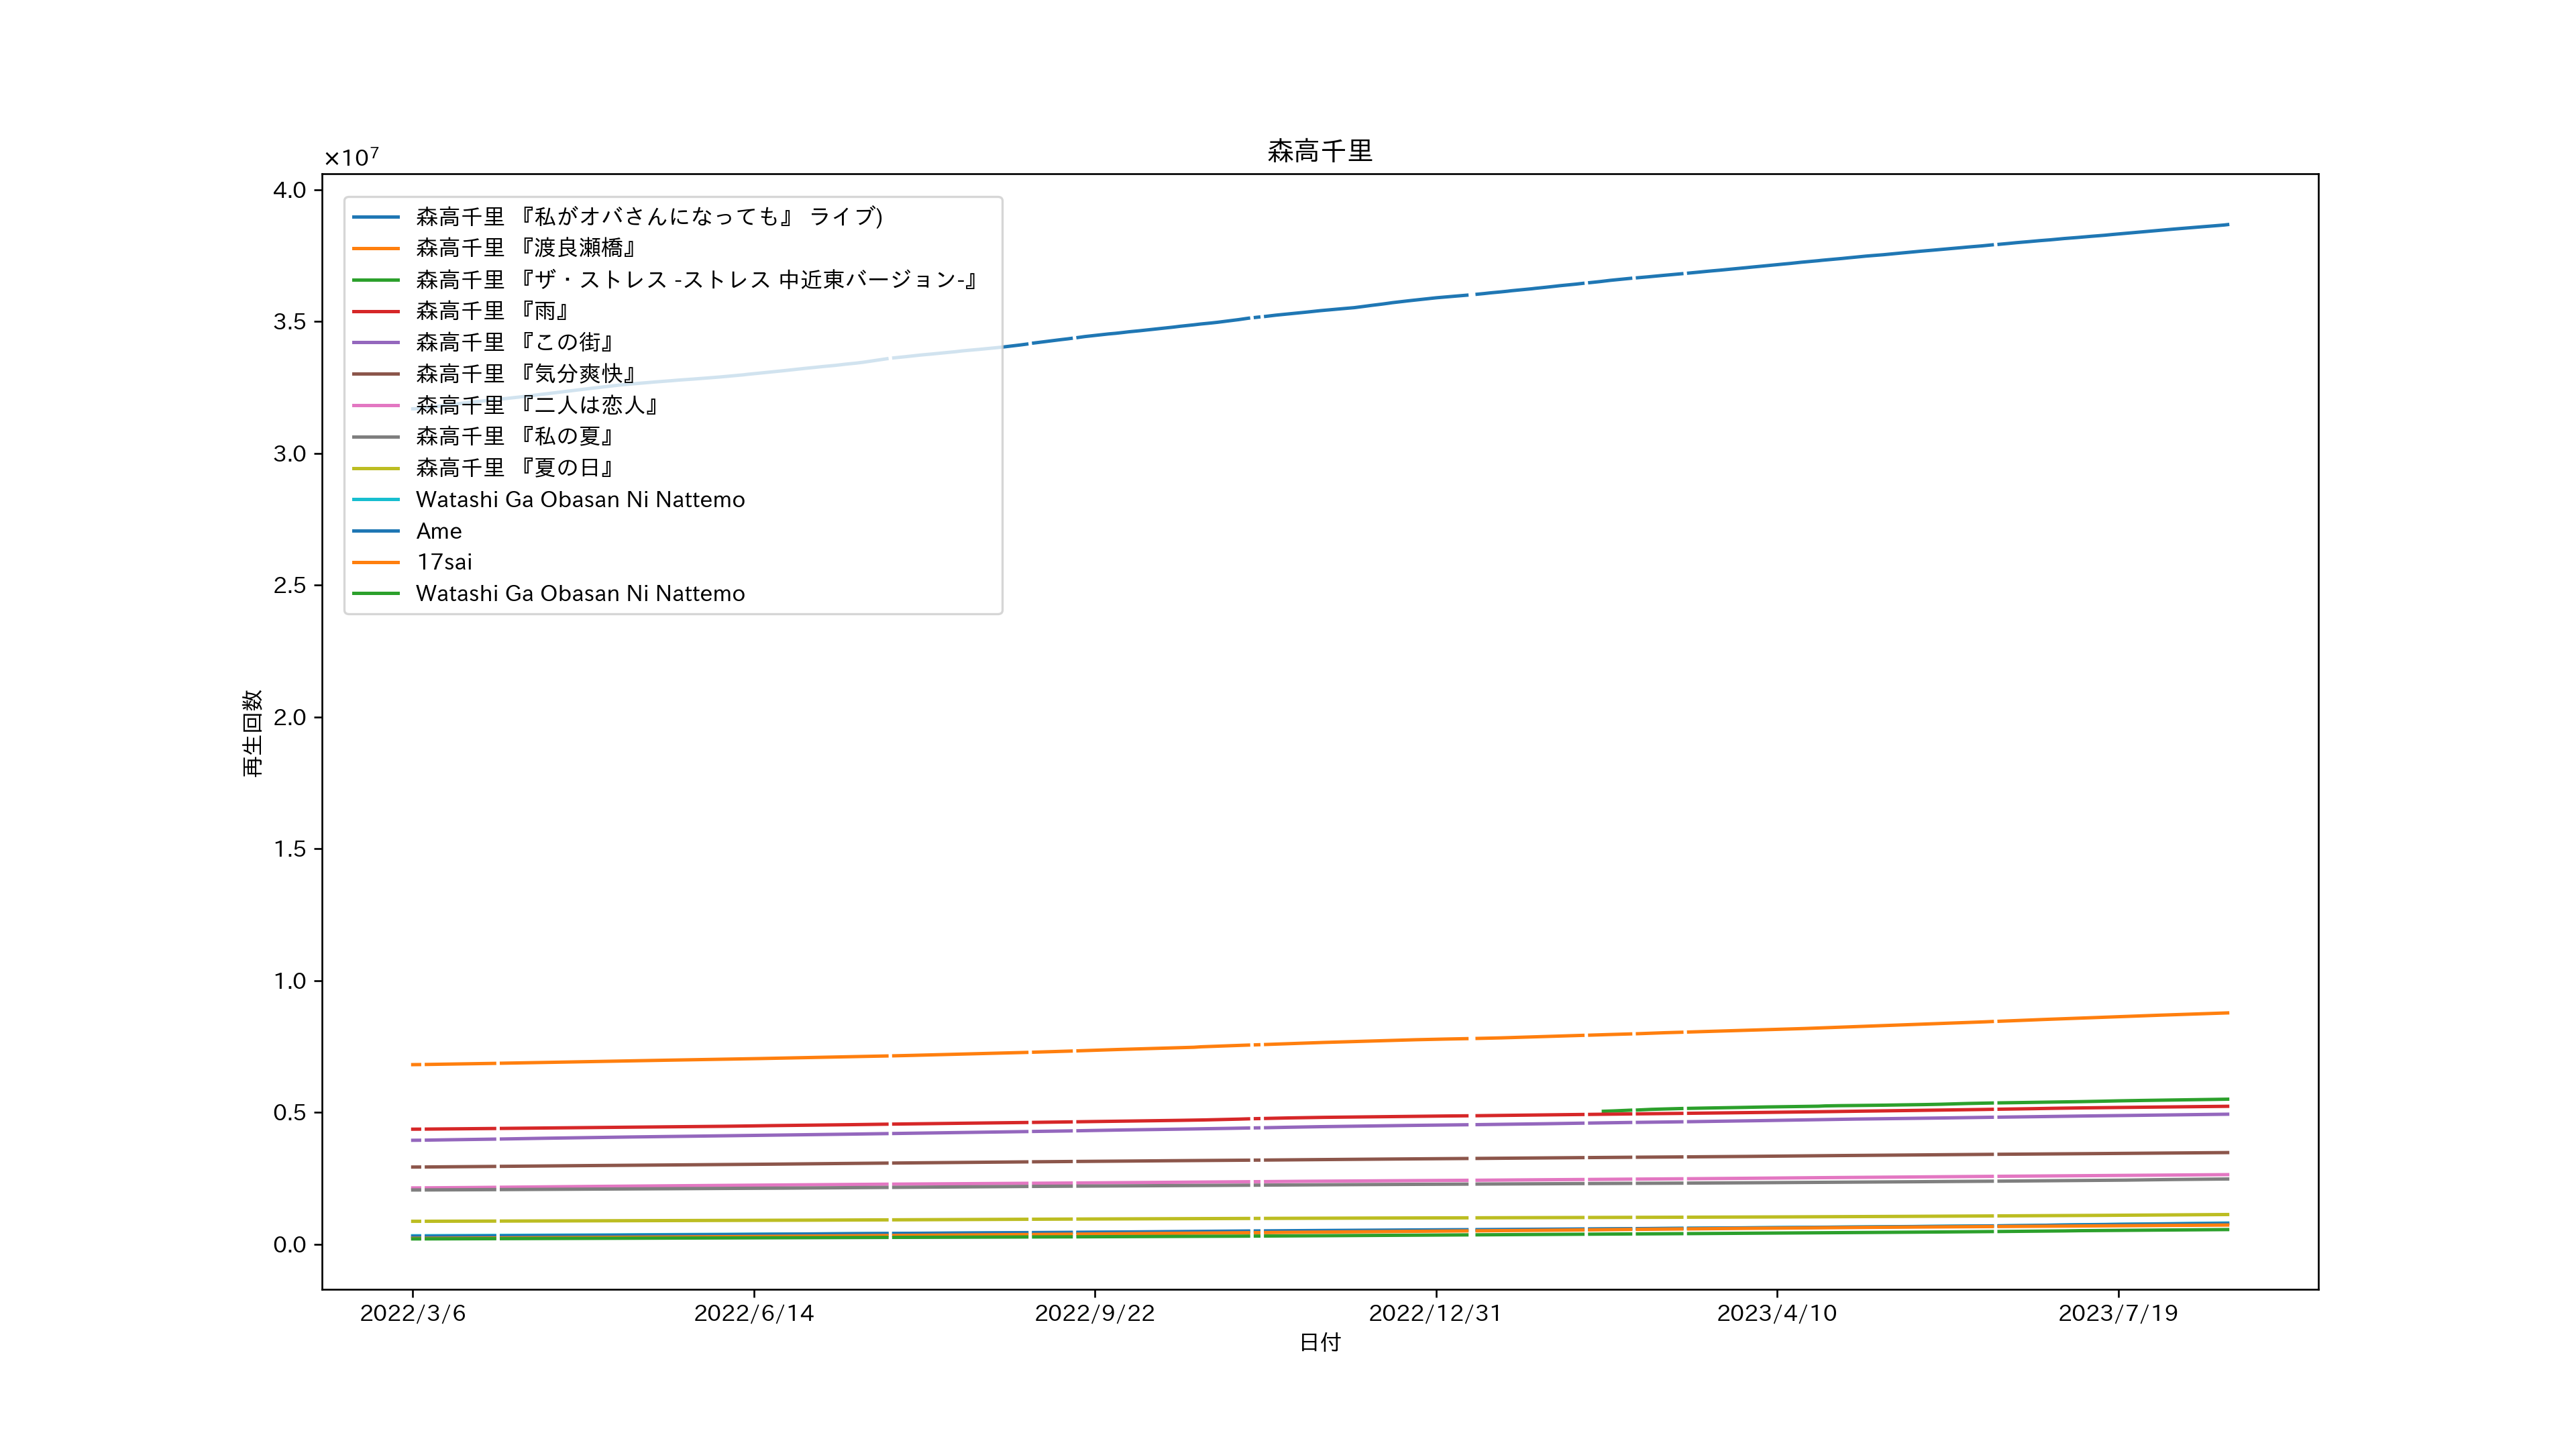 森高千里
×10⁷
4.0
3.5
3.0
2.5
2.0
1.5
1.0
0.5
0.0
再生回数
森高千里 『私がオバさんになっても』 ライブ)
森高千里 『渡良瀬橋』
森高千里 『ザ・ストレス -ストレス 中近東バージョン-』
森高千里 『雨』
森高千里 『この街』
森高千里 『気分爽快』
森高千里 『二人は恋人』
森高千里 『私の夏』
森高千里 『夏の日』
Watashi Ga Obasan Ni Nattemo
Ame
17sai
Watashi Ga Obasan Ni Nattemo
2022/3/6 2022/6/14 2022/9/22 2022/12/31 2023/4/10 2023/7/19
日付